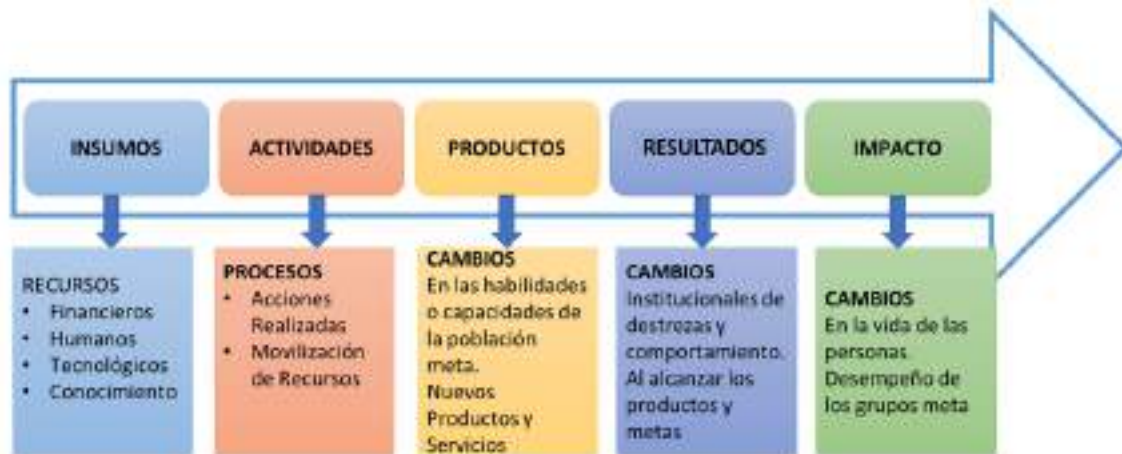 INSUMOS
ACTIVIDADES
PRODUCTOS
RESULTADOS
IMPACTO
RECURSOS
• Financieros
• Humanos
• Tecnológicos
• Conocimiento
PROCESOS
• Acciones
Realizadas
• Movilización
de Recursos
CAMBIOS
En las habilidades
o capacidades de
la población
meta.
Nuevos
Productos y
Servicios
CAMBIOS
Institucionales de
destrezas y
comportamiento.
Al alcanzar los
productos y
metas
CAMBIOS
En la vida de las
personas.
Desempeño de
los grupos meta